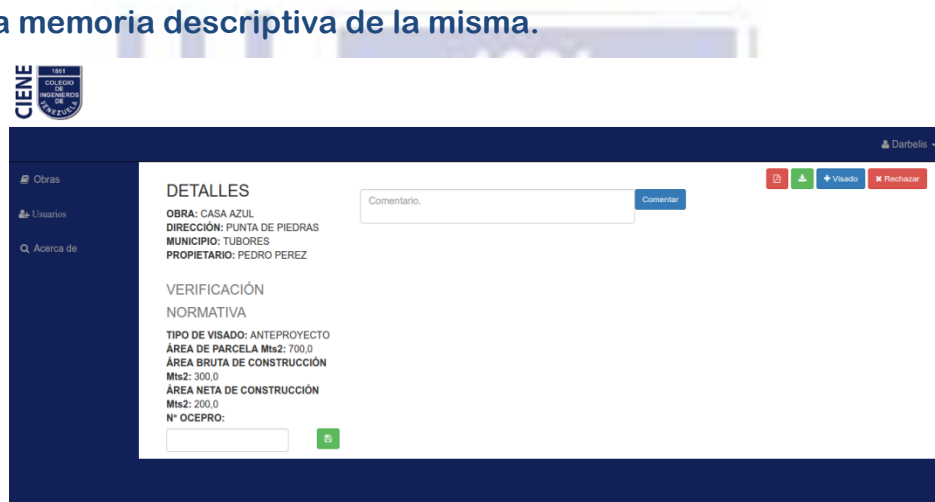 a memoria descriptiva de la misma.
CIENE
1861
COLEGIO
DE
INGENIEROS
DE
VENEZUELA
Darbelis
Obras
Usuarios
Acerca de
Visado
Rechazar
DETALLES
Comentario.
Comentar
OBRA: CASA AZUL
DIRECCIÓN: PUNTA DE PIEDRAS
MUNICIPIO: TUBORES
PROPIETARIO: PEDRO PEREZ
VERIFICACIÓN
NORMATIVA
TIPO DE VISADO: ANTEPROYECTO
ÁREA DE PARCELA Mts2: 700,0
ÁREA BRUTA DE CONSTRUCCIÓN
Mts2: 300,0
ÁREA NETA DE CONSTRUCCIÓN
Mts2: 200,0
N° OCEPRO: